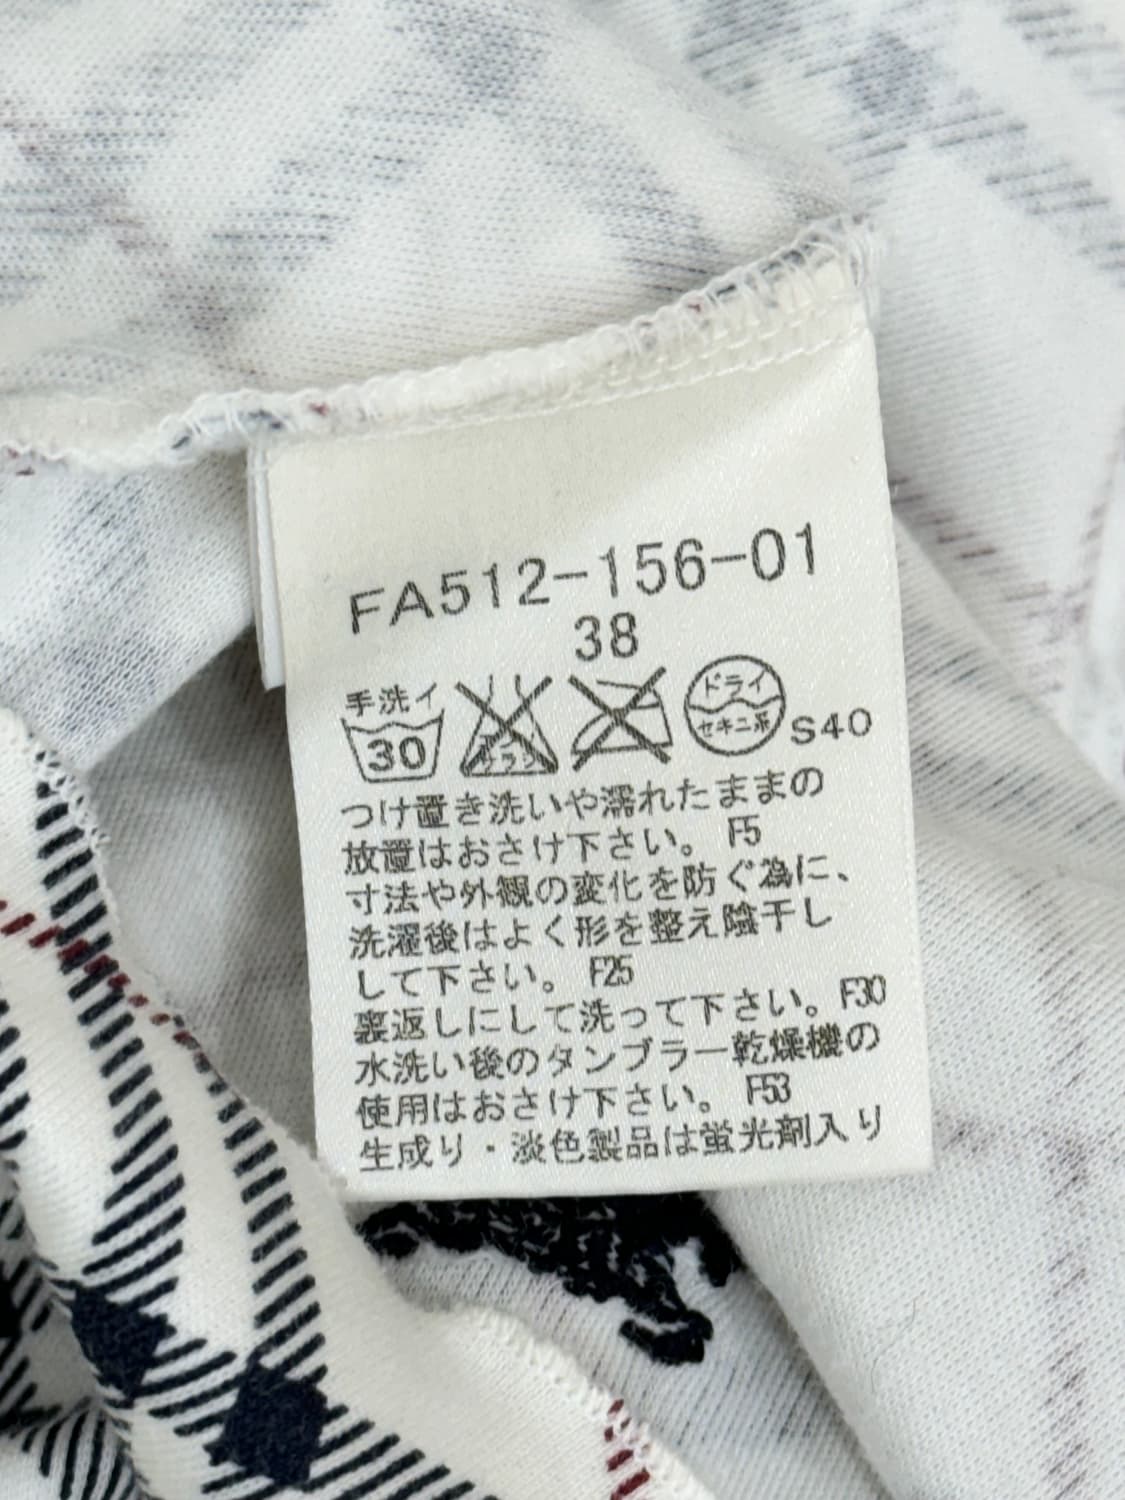 FA512-156-01
38
手洗イ
30
エンソサラシ
ドライ
セキユ系
S40
つけ置き洗いや濡れたままの
放置はおさけ下さい。 F5
寸法や外観の変化を防ぐ為に、
洗濯後はよく形を整え陰干し
して下さい。 F25
裏返しにして洗って下さい。F30
水洗い後のタンブラー乾燥機の
使用はおさけ下さい。 F53
生成り・淡色製品は蛍光剤入り